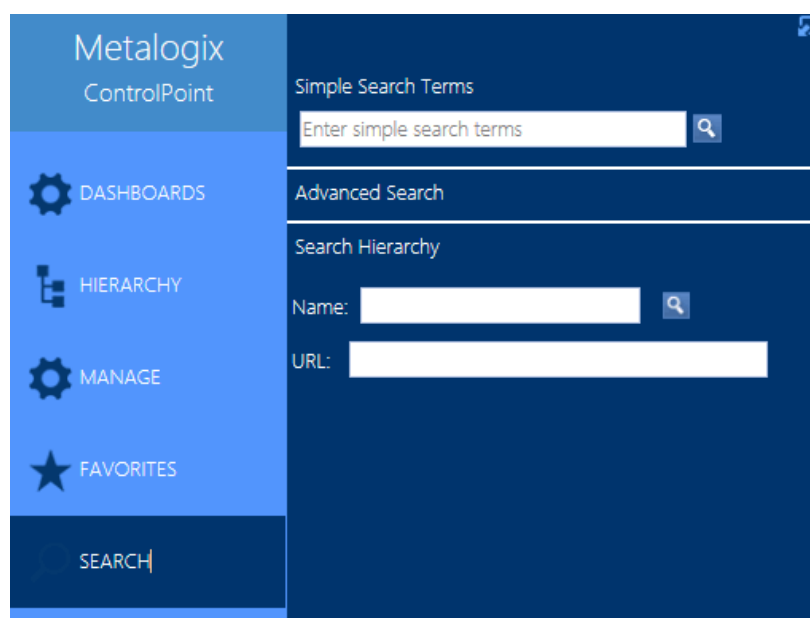 Metalogix
ControlPoint
DASHBOARDS
HIERARCHY
MANAGE
FAVORITES
SEARCH
Simple Search Terms
Enter simple search terms
Advanced Search
Search Hierarchy
Name:
URL: